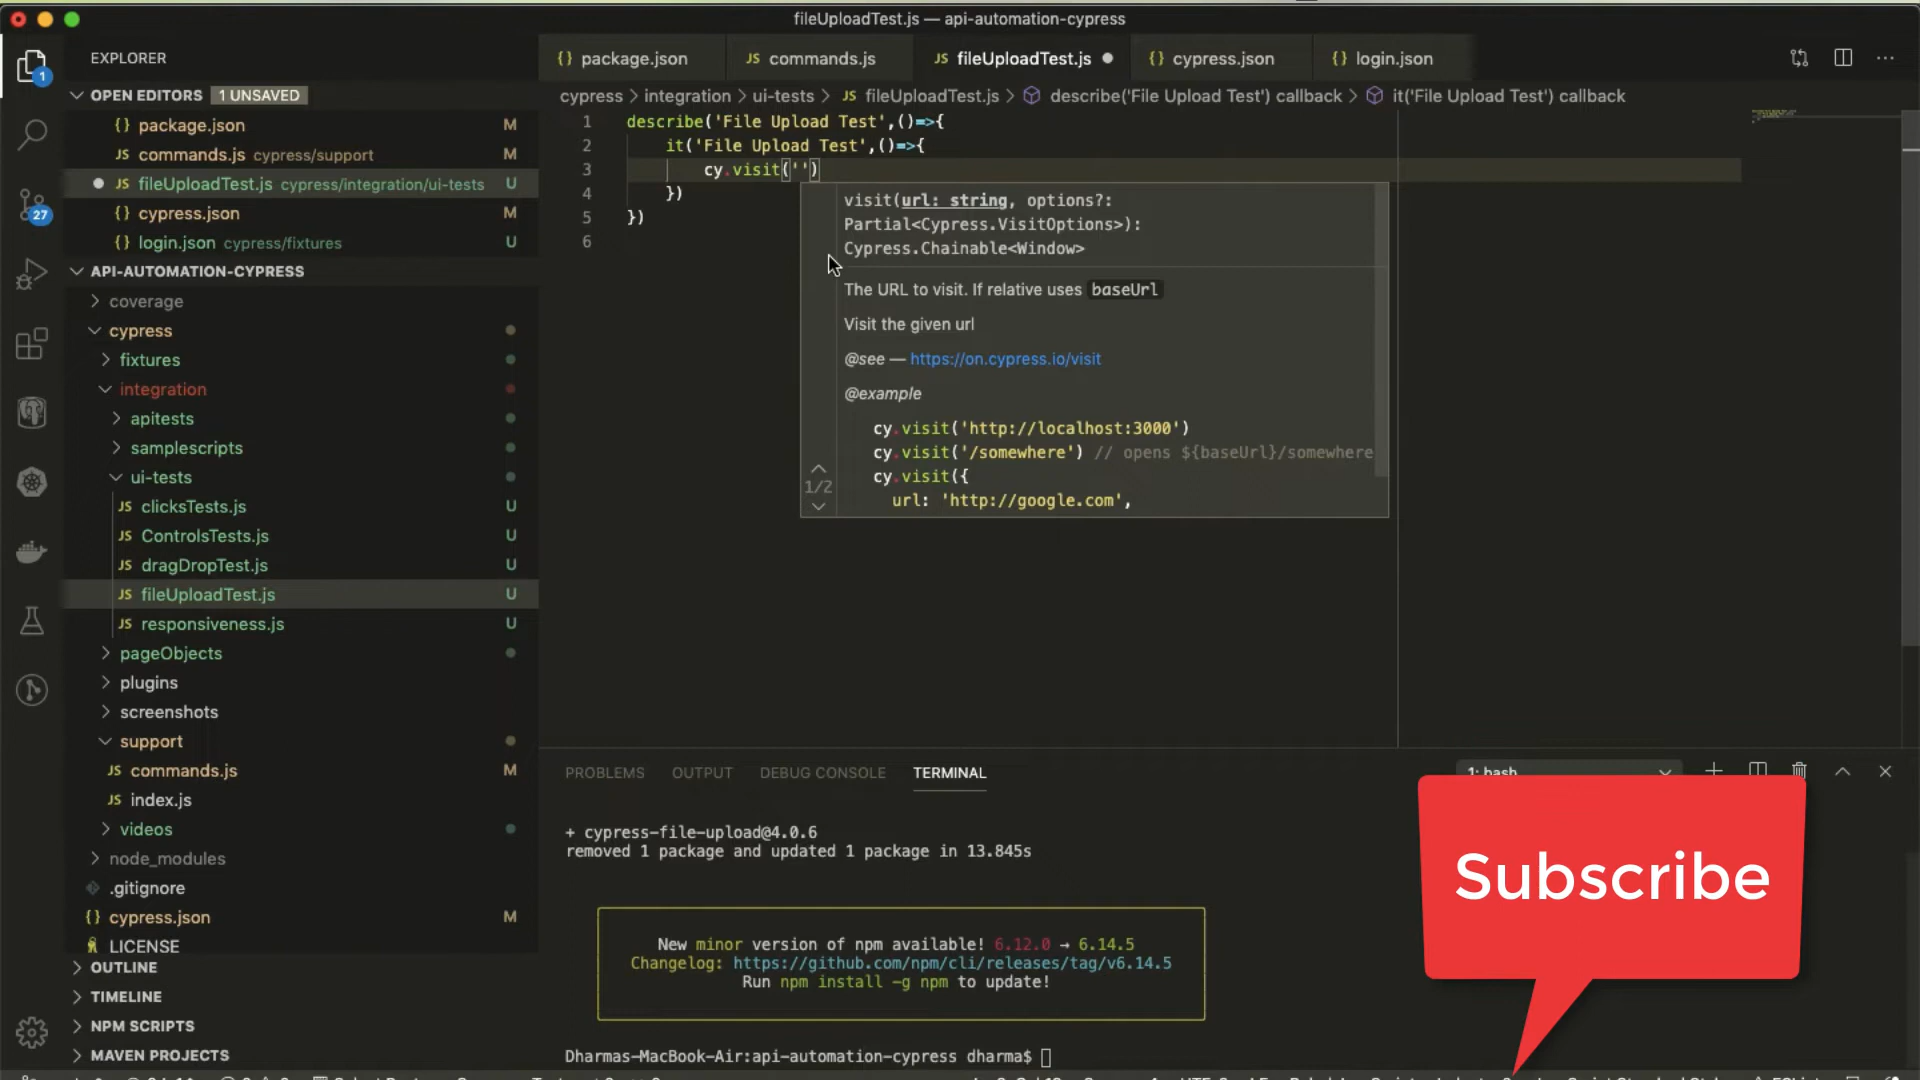 fileUploadTest.js — api-automation-cypress
EXPLORER
{} package.json
JS commands.js
JS fileUploadTest.js
{} cypress.json
{} login.json
1
OPEN EDITORS 1 UNSAVED
cypress > integration > ui-tests > JS fileUploadTest.js > describe('File Upload Test') callback > it('File Upload Test') callback
{} package.json M
JS commands.js cypress/support M
JS fileUploadTest.js cypress/integration/ui-tests U
{} cypress.json M
{} login.json cypress/fixtures U
27
1 describe('File Upload Test',()=>{
2 it('File Upload Test',()=>{
3 cy.visit('')
4 })
5 })
6
visit(url: string, options?:
Partial<Cypress.VisitOptions>):
Cypress.Chainable<Window>
The URL to visit. If relative uses baseUrl
Visit the given url
@see — https://on.cypress.io/visit
@example
cy.visit('http://localhost:3000')
cy.visit('/somewhere') // opens ${baseUrl}/somewhere
cy.visit({
url: 'http://google.com',
1/2
API-AUTOMATION-CYPRESS
coverage
cypress
fixtures
integration
apitests
samplescripts
ui-tests
JS clicksTests.js U
JS ControlsTests.js U
JS dragDropTest.js U
JS fileUploadTest.js U
JS responsiveness.js U
pageObjects
plugins
screenshots
support
JS commands.js M
JS index.js
videos
node_modules
.gitignore
{} cypress.json M
LICENSE
OUTLINE
TIMELINE
NPM SCRIPTS
MAVEN PROJECTS
PROBLEMS OUTPUT DEBUG CONSOLE TERMINAL
1: bash
+ cypress-file-upload@4.0.6
removed 1 package and updated 1 package in 13.845s
New minor version of npm available! 6.12.0 → 6.14.5
Changelog: https://github.com/npm/cli/releases/tag/v6.14.5
Run npm install -g npm to update!
Dharmas-MacBook-Air:api-automation-cypress dharma$
Subscribe